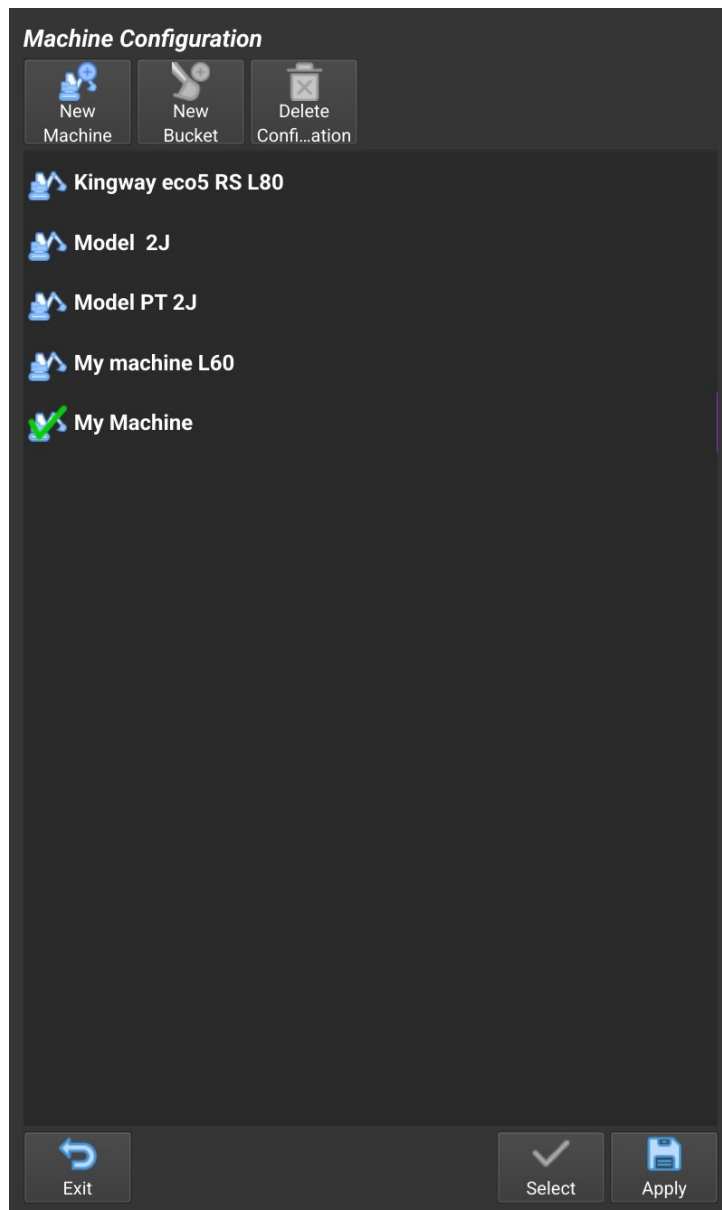 Machine Configuration
New
Machine
New
Bucket
Delete
Confi...ation
Kingway eco5 RS L80
Model  2J
Model PT 2J
My machine L60
My Machine
Exit
Select
Apply